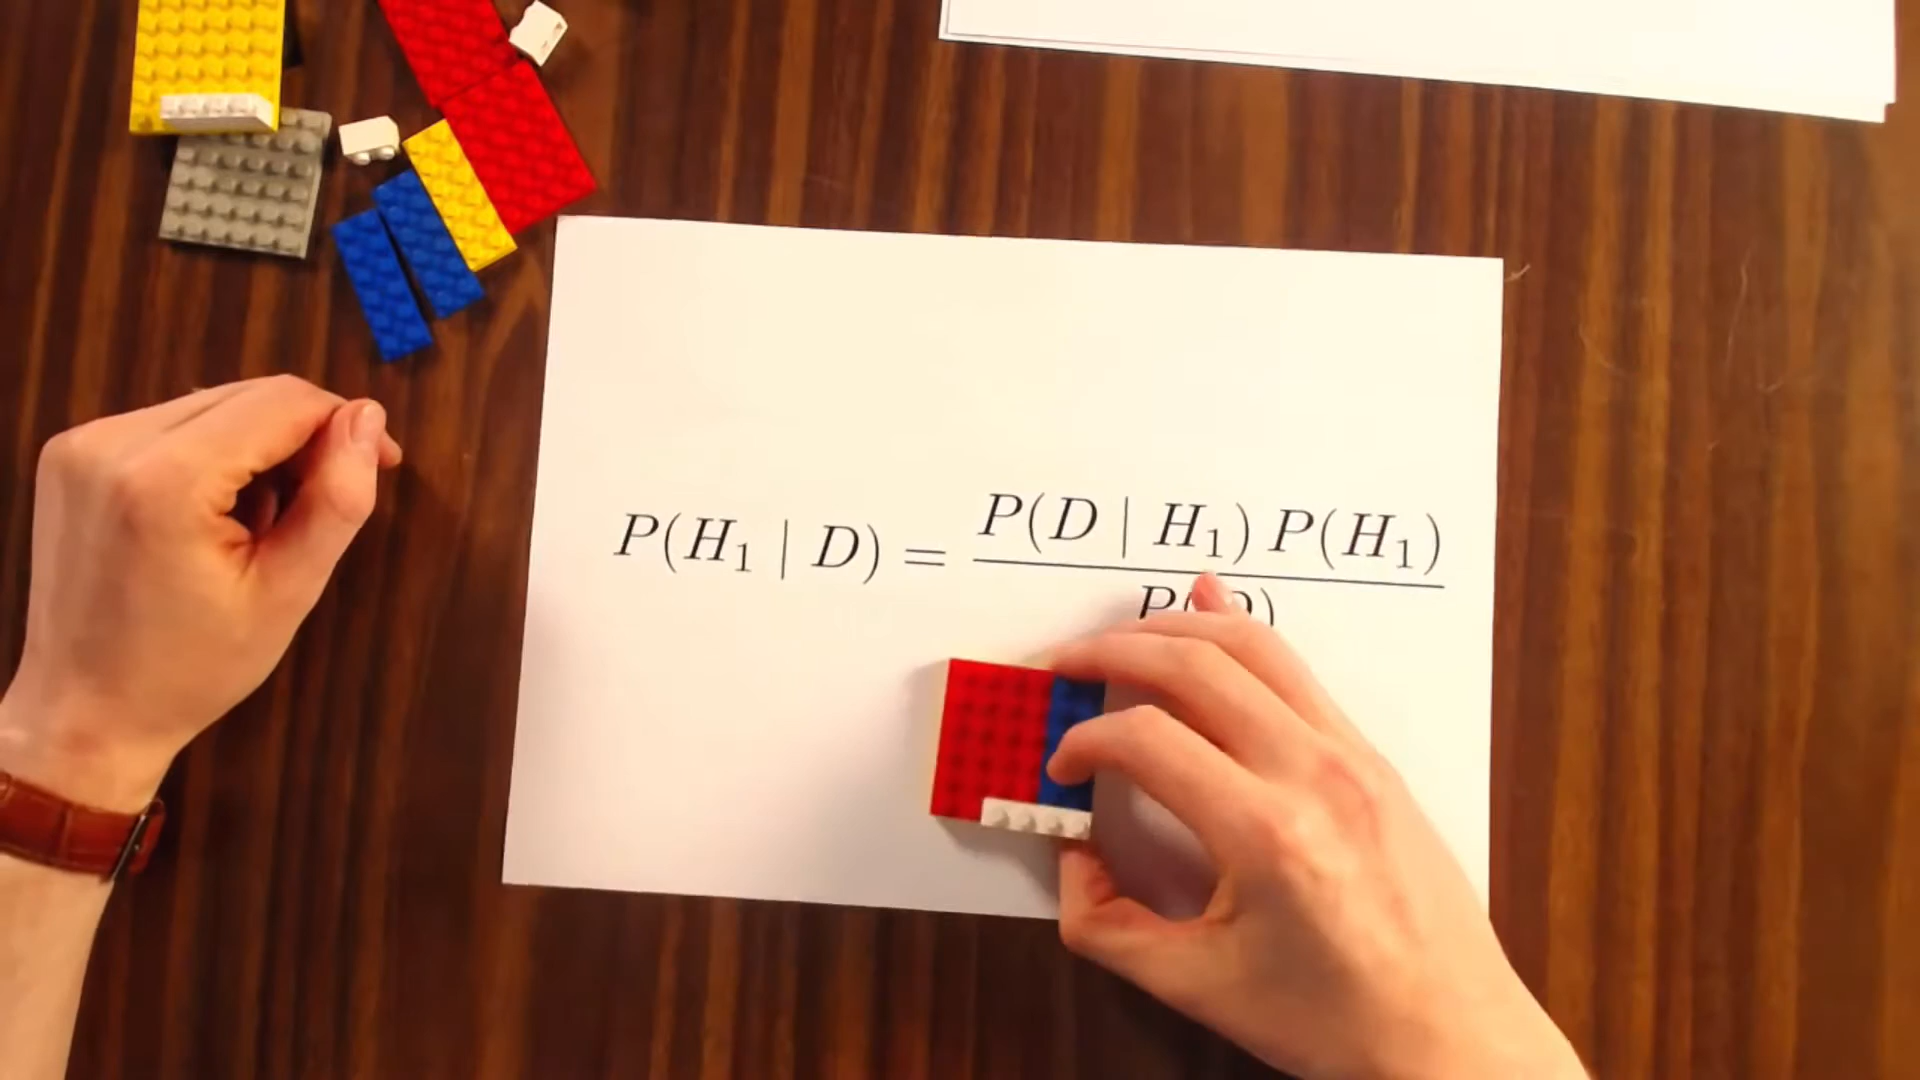 P(H₁ | D) = P(D | H₁) P(H₁)
P(D)